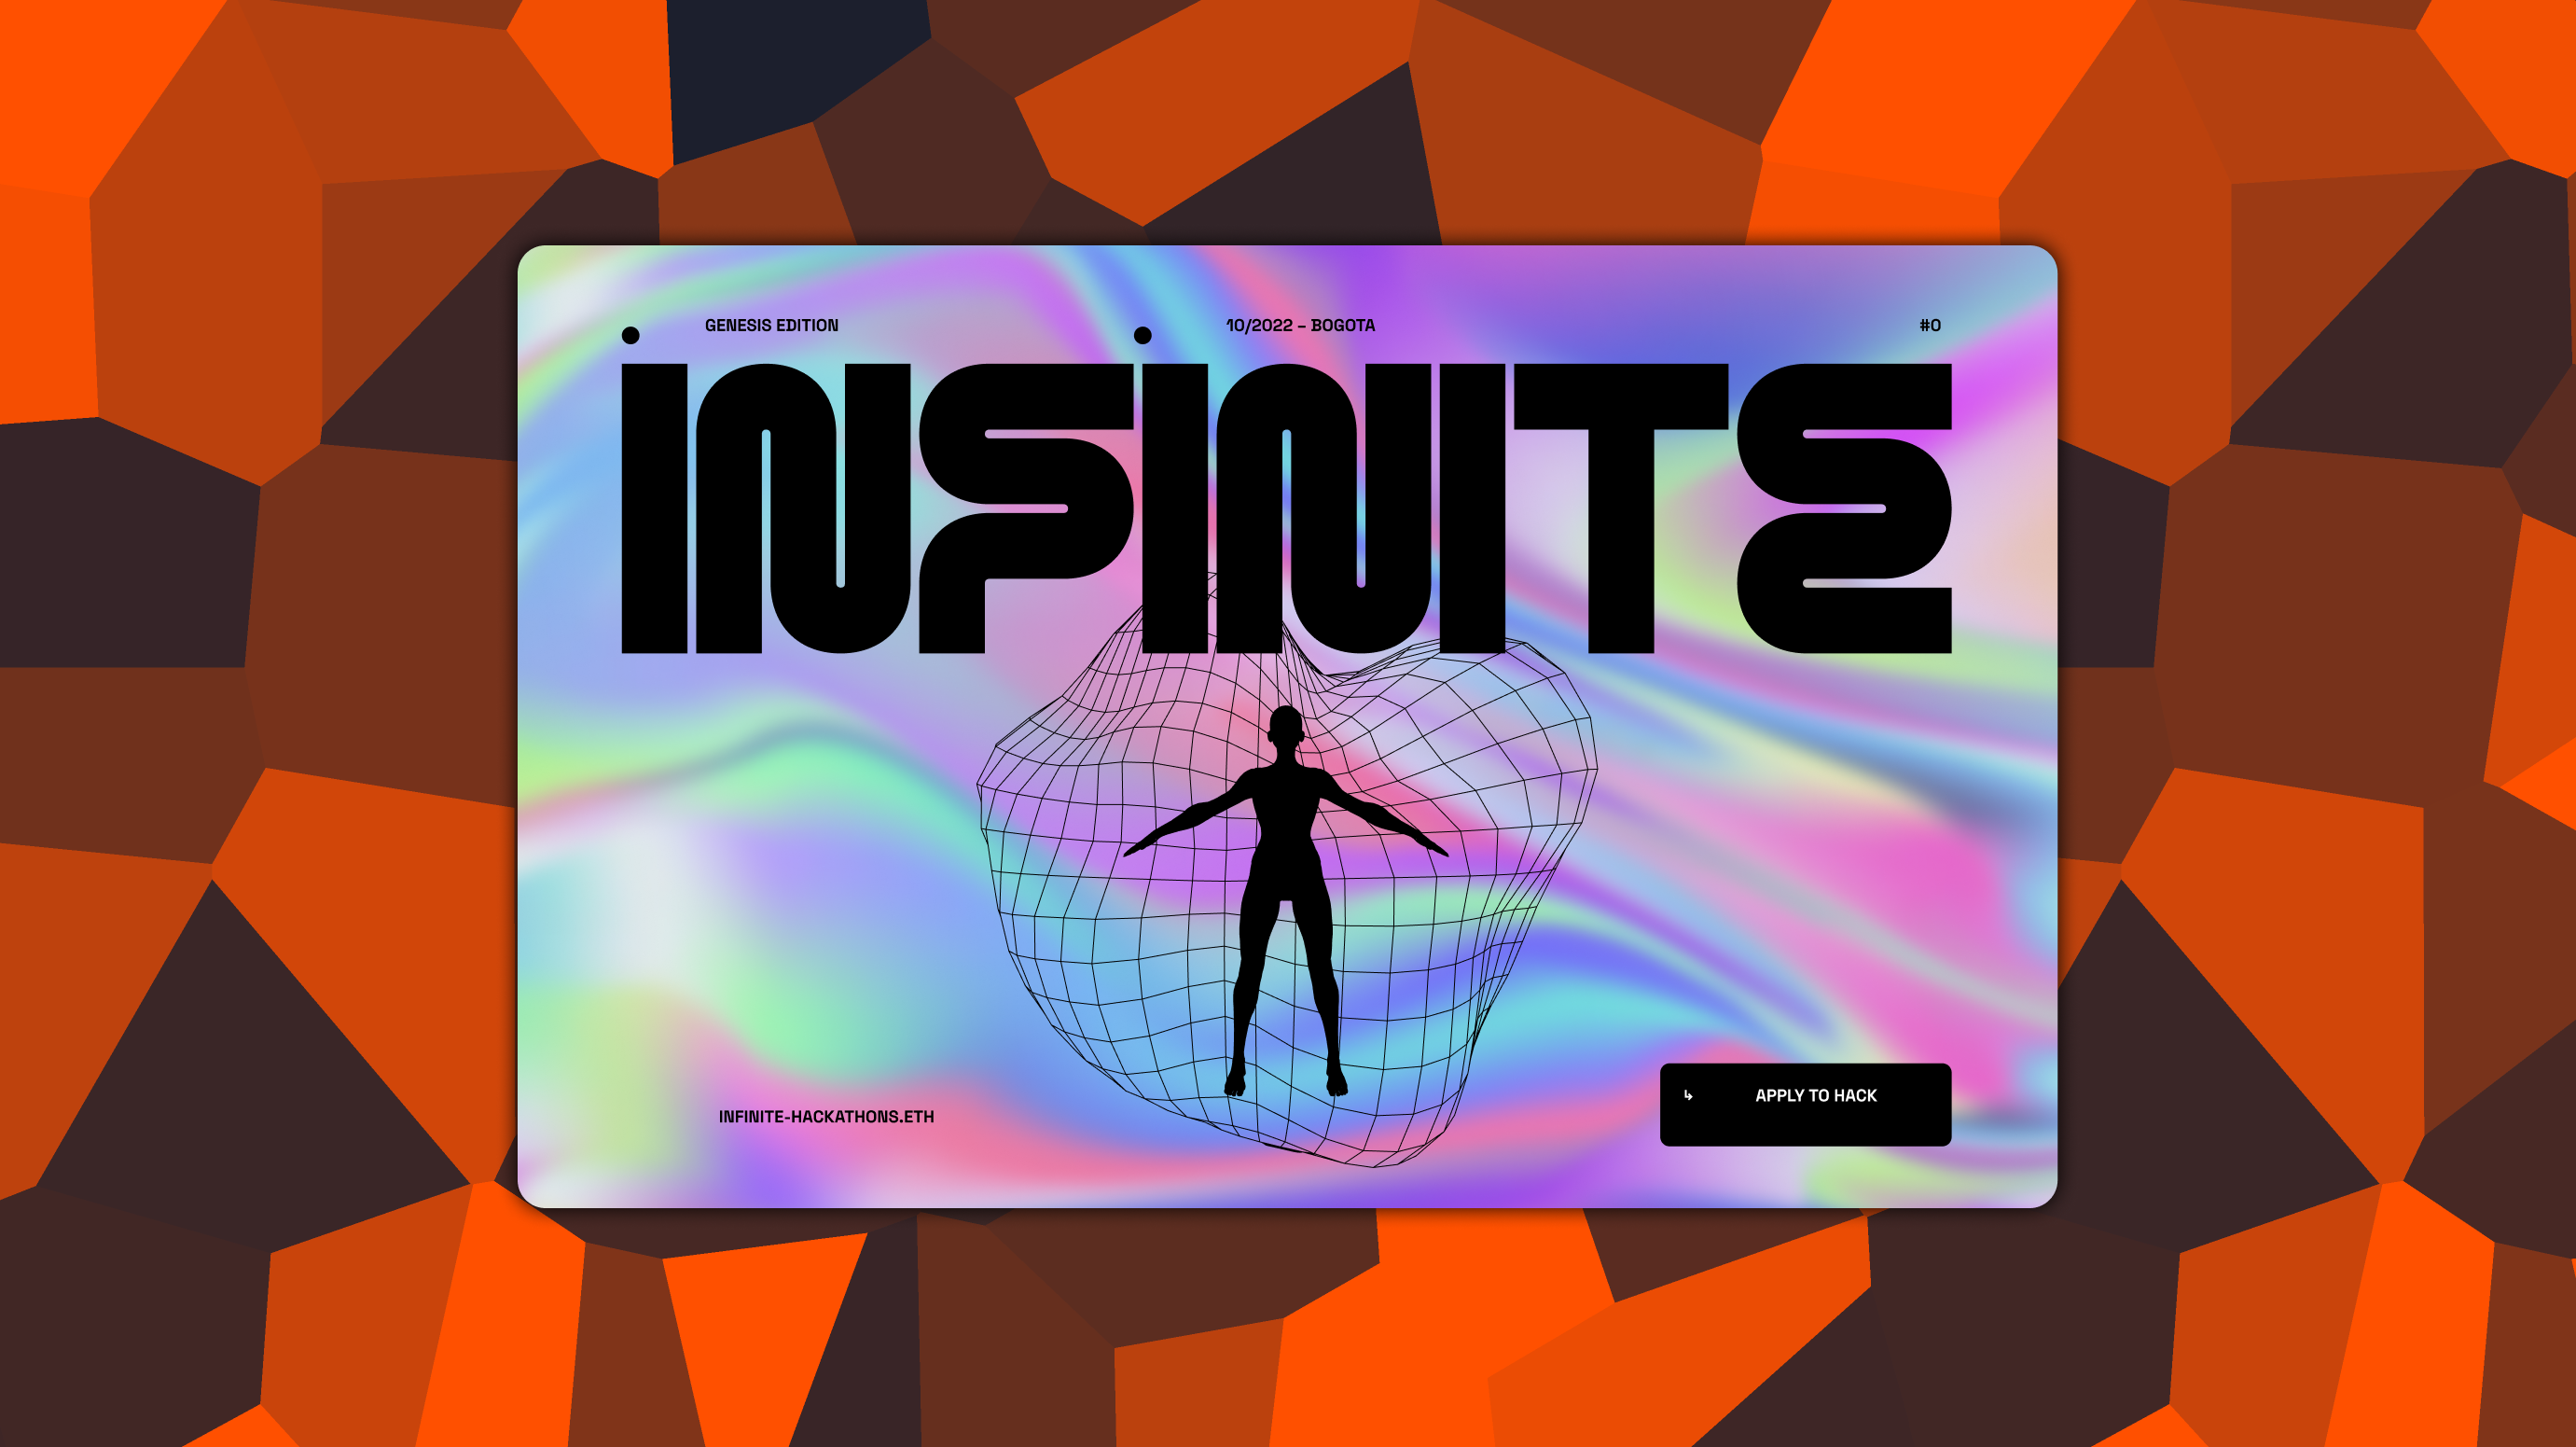 GENESIS EDITION
10/2022 – BOGOTA
#0
INFINITE
INFINITE-HACKATHONS.ETH
↳ APPLY TO HACK